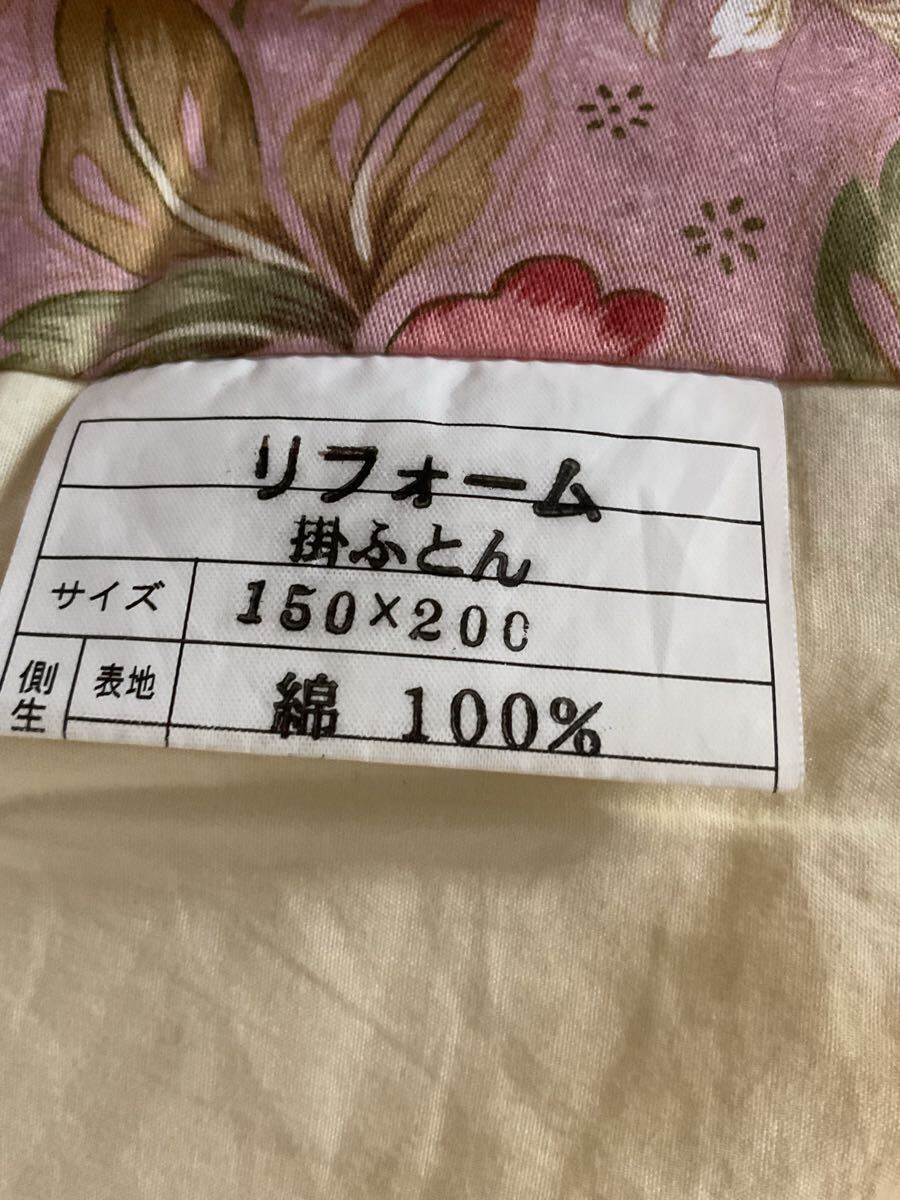 リフォーム
掛ふとん
サイズ 150×200
側生 表地 綿 100%